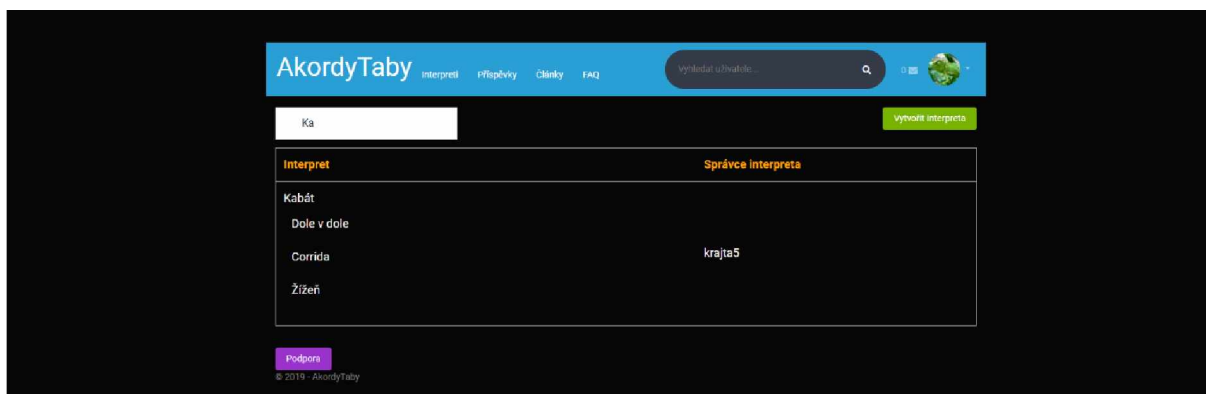 AkordyTaby Interpreti Příspěvky Články FAQ Vyhledat uživatele... 0
Ka Vytvořit interpreta
Interpret Správce interpreta
Kabát
Dole v dole
Corrida krajta5
Žížeň
Podpora
© 2019 - AkordyTaby